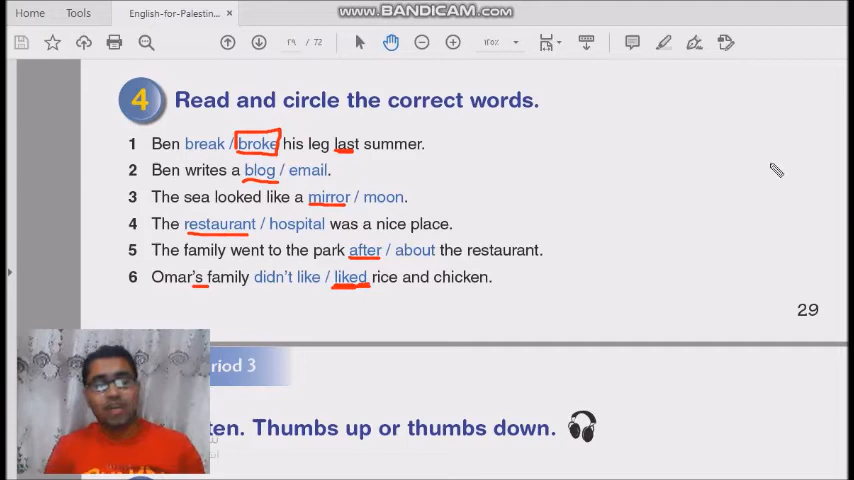 www.BANDICAM.com
Home Tools English-for-Palestin... ×
٢٩ / 72
4 Read and circle the correct words.
1 Ben break / broke his leg last summer.
2 Ben writes a blog / email.
3 The sea looked like a mirror / moon.
4 The restaurant / hospital was a nice place.
5 The family went to the park after / about the restaurant.
6 Omar's family didn't like / liked rice and chicken.
29
riod 3
ten. Thumbs up or thumbs down.